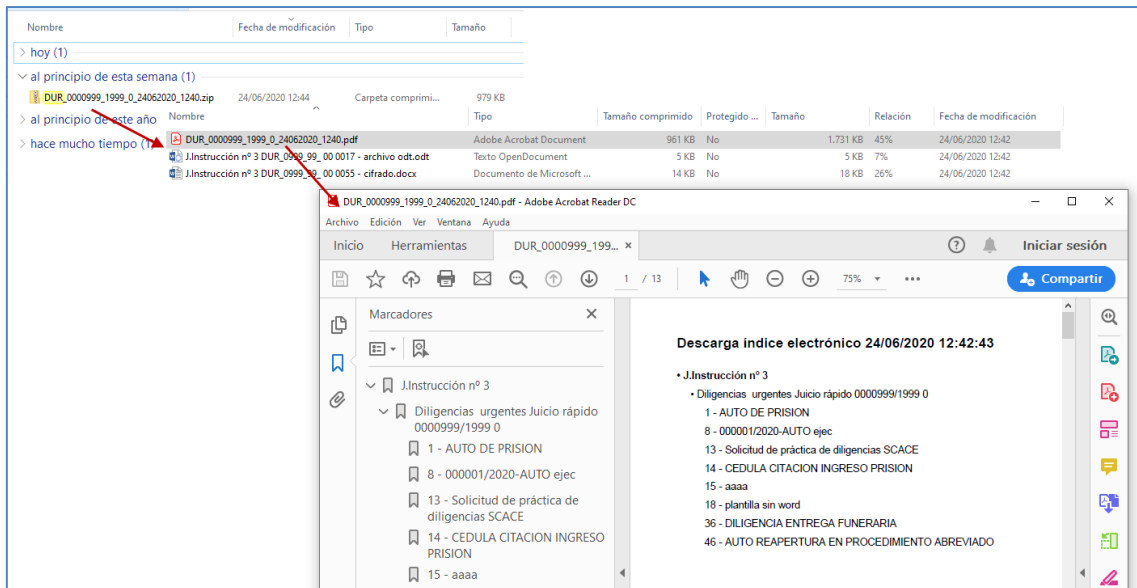 Nombre Fecha de modificación Tipo Tamaño
hoy (1)
al principio de esta semana (1)
DUR_0000999_1999_0_24062020_1240.zip 24/06/2020 12:44 Carpeta comprimi... 979 KB
al principio de este año
Nombre Tipo Tamaño comprimido Protegido ... Tamaño Relación Fecha de modificación
hace mucho tiempo (1
DUR_0000999_1999_0_24062020_1240.pdf Adobe Acrobat Document 961 KB No 1.731 KB 45% 24/06/2020 12:42
J.Instrucción nº 3 DUR_0999_99_ 00 0017 - archivo odt.odt Texto OpenDocument 5 KB No 5 KB 7% 24/06/2020 12:42
J.Instrucción nº 3 DUR_0999_99_ 00 0055 - cifrado.docx Documento de Microsoft ... 14 KB No 18 KB 26% 24/06/2020 12:42
DUR_0000999_1999_0_24062020_1240.pdf - Adobe Acrobat Reader DC
Archivo Edición Ver Ventana Ayuda
Inicio Herramientas DUR_0000999_199... × Iniciar sesión
1 / 13 75% Compartir
Marcadores
J.Instrucción nº 3
Diligencias urgentes Juicio rápido
0000999/1999 0
1 - AUTO DE PRISION
8 - 000001/2020-AUTO ejec
13 - Solicitud de práctica de
diligencias SCACE
14 - CEDULA CITACION INGRESO
PRISION
15 - aaaa
Descarga índice electrónico 24/06/2020 12:42:43
• J.Instrucción nº 3
• Diligencias urgentes Juicio rápido 0000999/1999 0
1 - AUTO DE PRISION
8 - 000001/2020-AUTO ejec
13 - Solicitud de práctica de diligencias SCACE
14 - CEDULA CITACION INGRESO PRISION
15 - aaaa
18 - plantilla sin word
36 - DILIGENCIA ENTREGA FUNERARIA
46 - AUTO REAPERTURA EN PROCEDIMIENTO ABREVIADO